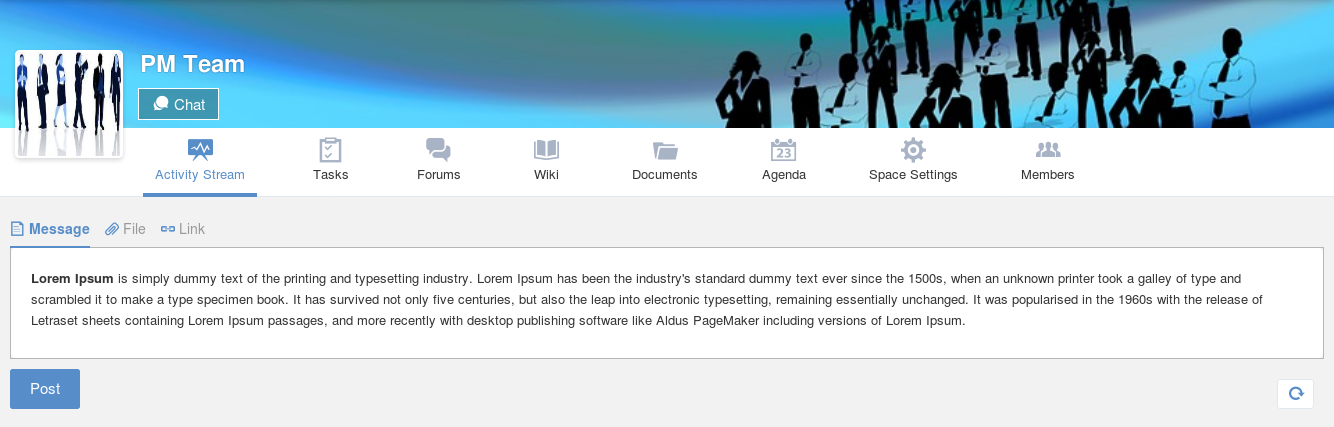 PM Team
Chat
Activity Stream
Tasks
Forums
Wiki
Documents
23
Agenda
Space Settings
Members
Message
File
Link
Lorem Ipsum is simply dummy text of the printing and typesetting industry. Lorem Ipsum has been the industry's standard dummy text ever since the 1500s, when an unknown printer took a galley of type and
scrambled it to make a type specimen book. It has survived not only five centuries, but also the leap into electronic typesetting, remaining essentially unchanged. It was popularised in the 1960s with the release of
Letraset sheets containing Lorem Ipsum passages, and more recently with desktop publishing software like Aldus PageMaker including versions of Lorem Ipsum.
Post